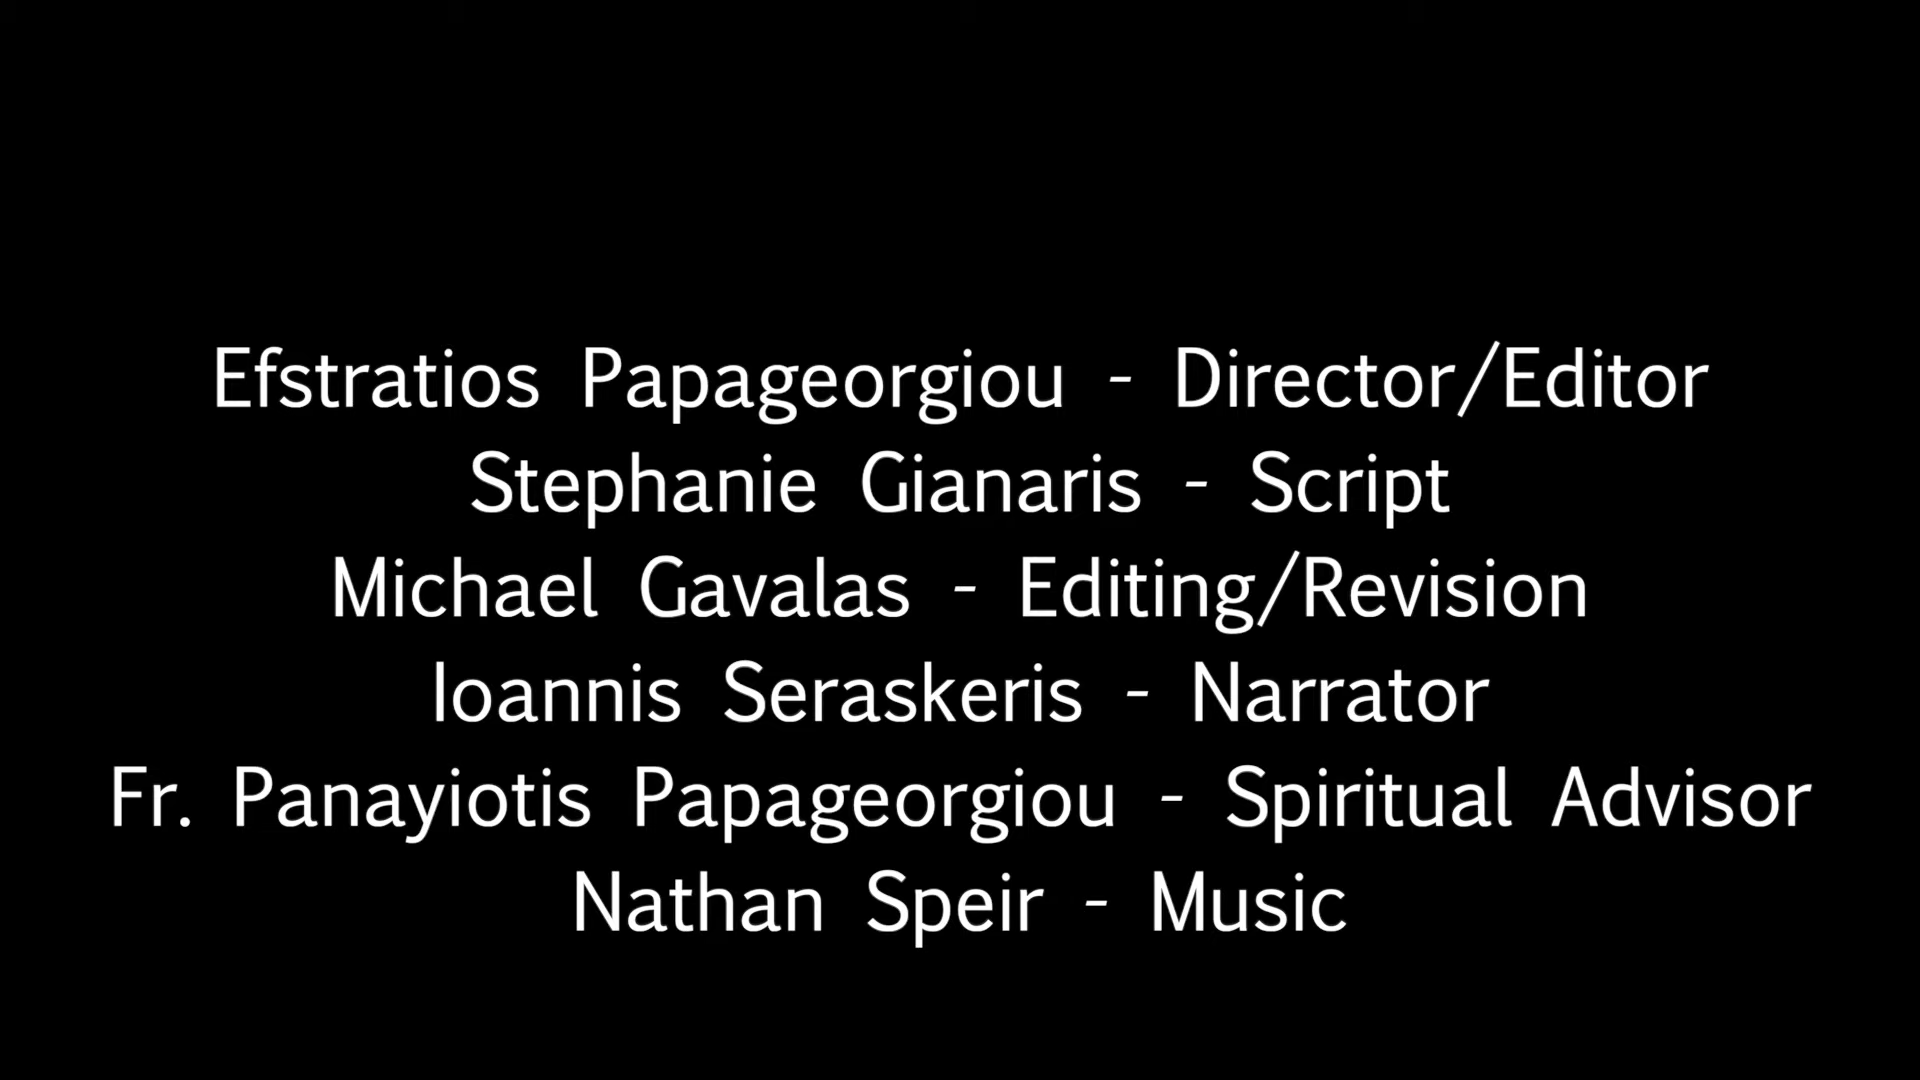 Efstratios Papageorgiou - Director/Editor
Stephanie Gianaris - Script
Michael Gavalas - Editing/Revision
Ioannis Seraskeris - Narrator
Fr. Panayiotis Papageorgiou - Spiritual Advisor
Nathan Speir - Music